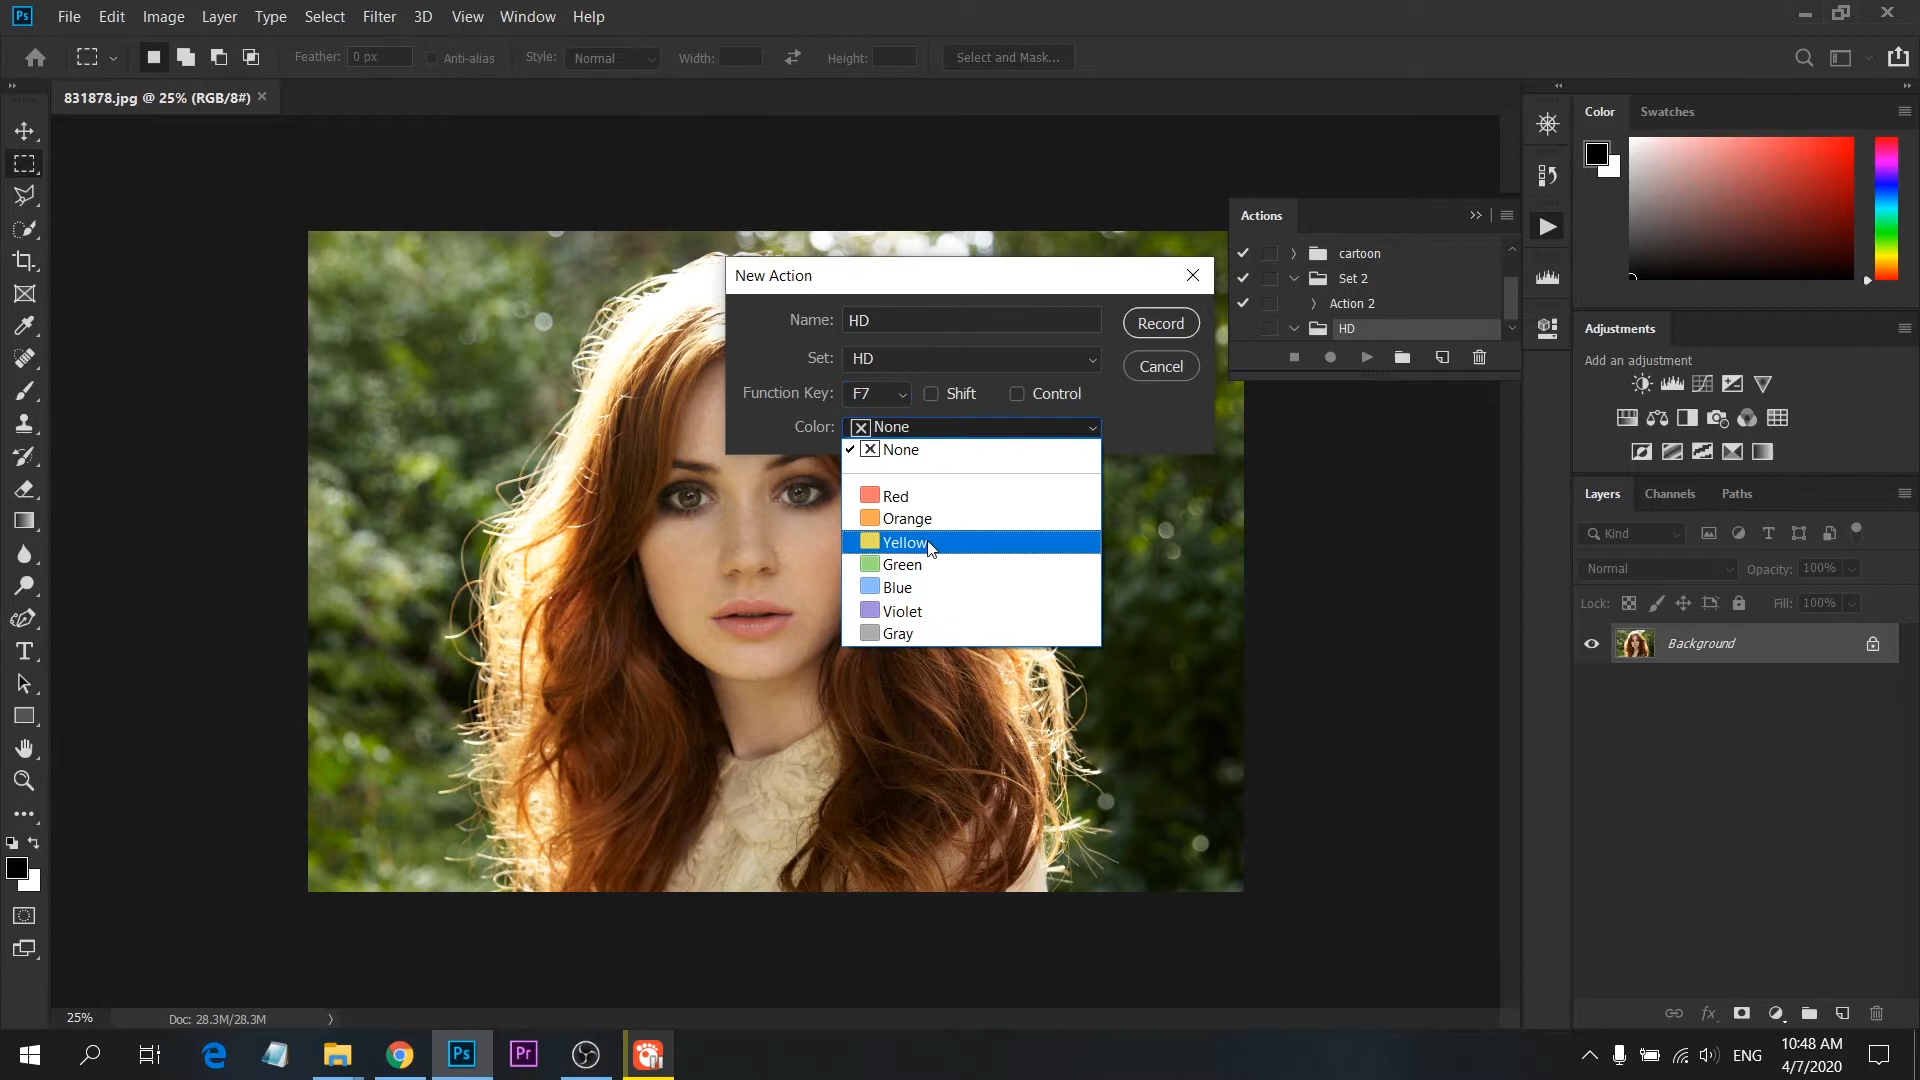 Ps File Edit Image Layer Type Select Filter 3D View Window Help
Feather: 0 px Anti-alias Style: Normal Width: Height: Select and Mask...
831878.jpg @ 25% (RGB/8#)
New Action
Name: HD
Record
Set: HD
Cancel
Function Key: F7 Shift Control
Color: None
None
Red
Orange
Yellow
Green
Blue
Violet
Gray
Actions
cartoon
Set 2
Action 2
HD
Color Swatches
Adjustments
Add an adjustment
Layers Channels Paths
Kind
Normal Opacity: 100%
Lock: Fill: 100%
Background
fx
25% Doc: 28.3M/28.3M
Ps Pr
ENG
10:48 AM
4/7/2020